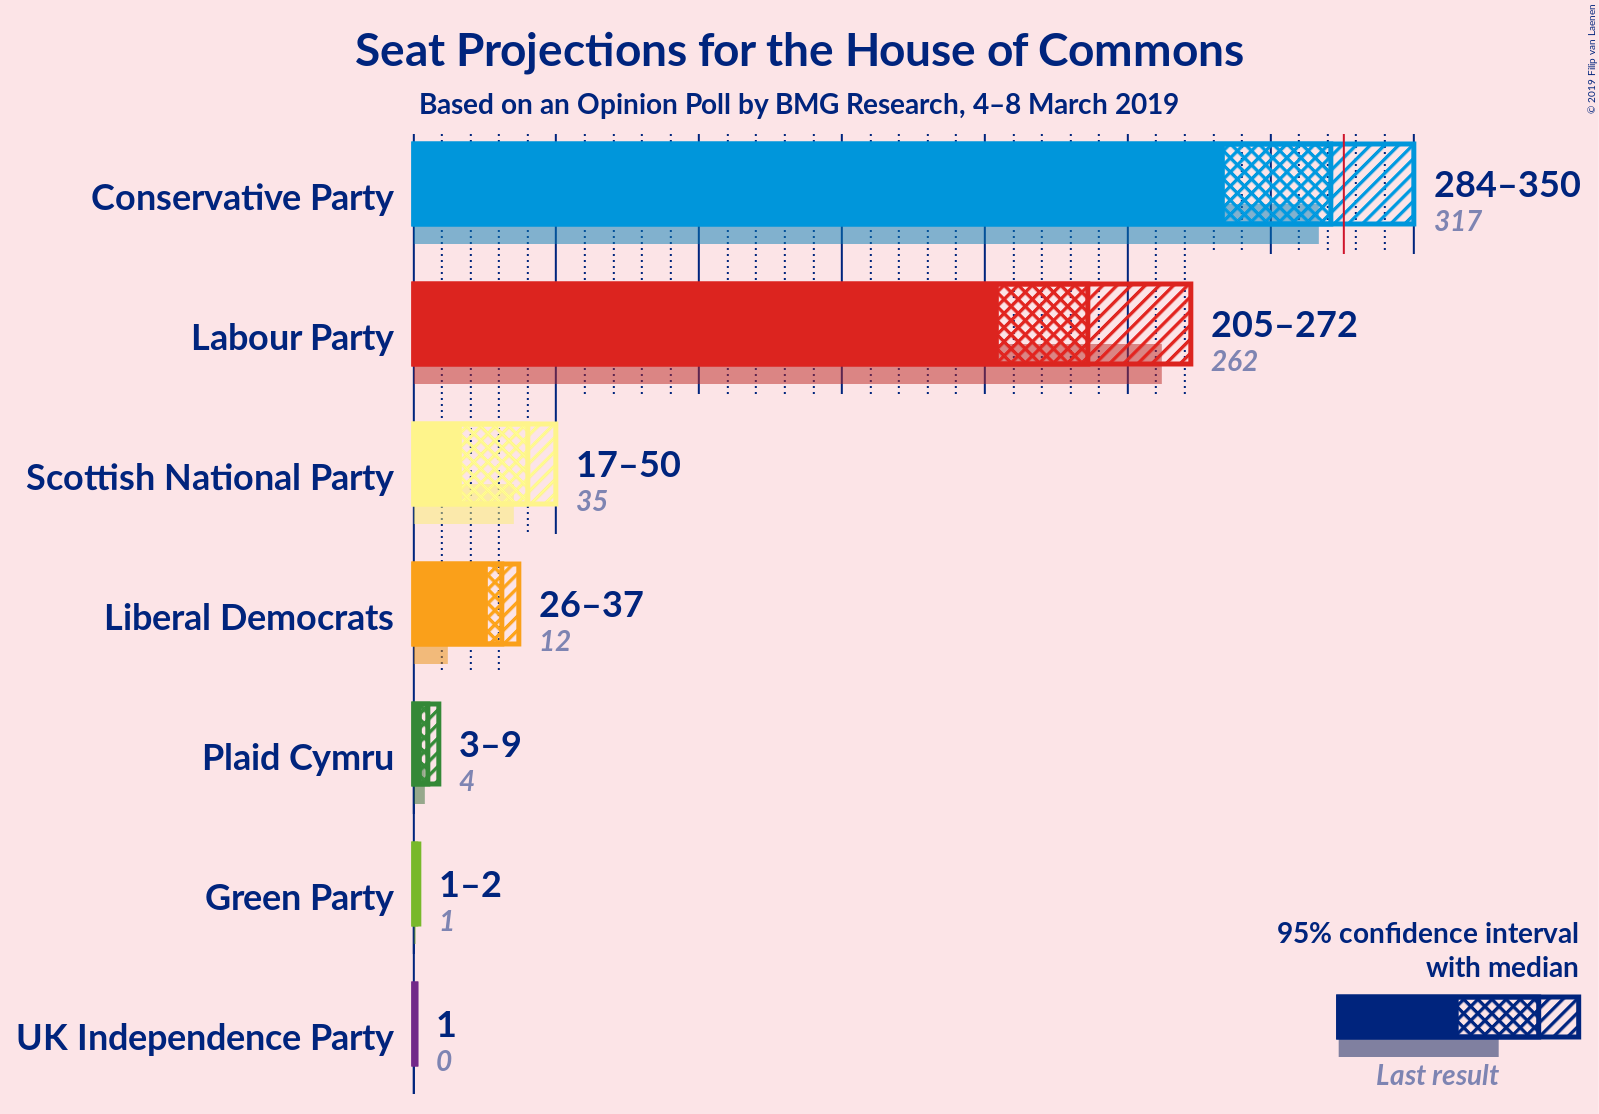 Seat Projections for the House of Commons
Based on an Opinion Poll by BMG Research, 4–8 March 2019
© 2019 Filip van Laenen
Conservative Party
284–350
317
Labour Party
205–272
262
Scottish National Party
17–50
35
Liberal Democrats
26–37
12
Plaid Cymru
3–9
4
Green Party
1–2
1
UK Independence Party
1
0
95% confidence interval
with median
Last result